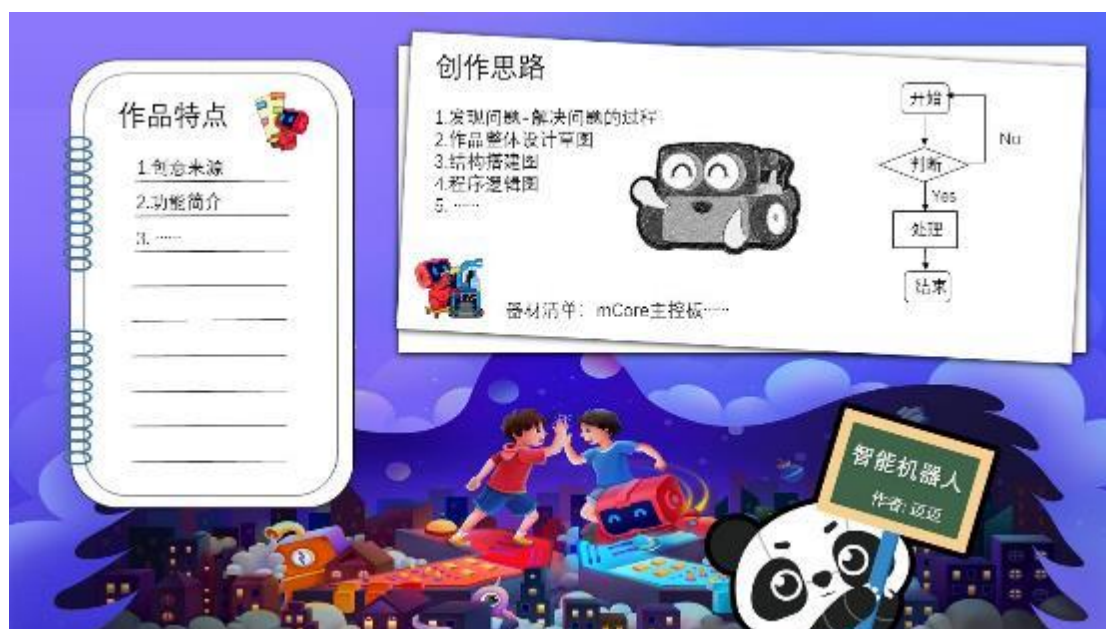 作品特点
1.创意来源
2.功能简介
3. ……
创作思路
1.发现问题-解决问题的过程
2.作品整体设计草图
3.结构搭建图
4.程序逻辑图
5. ……
器材清单：mCore主控板……
开始
No
判断
Yes
处理
结束
智能机器人
作者: 迈迈